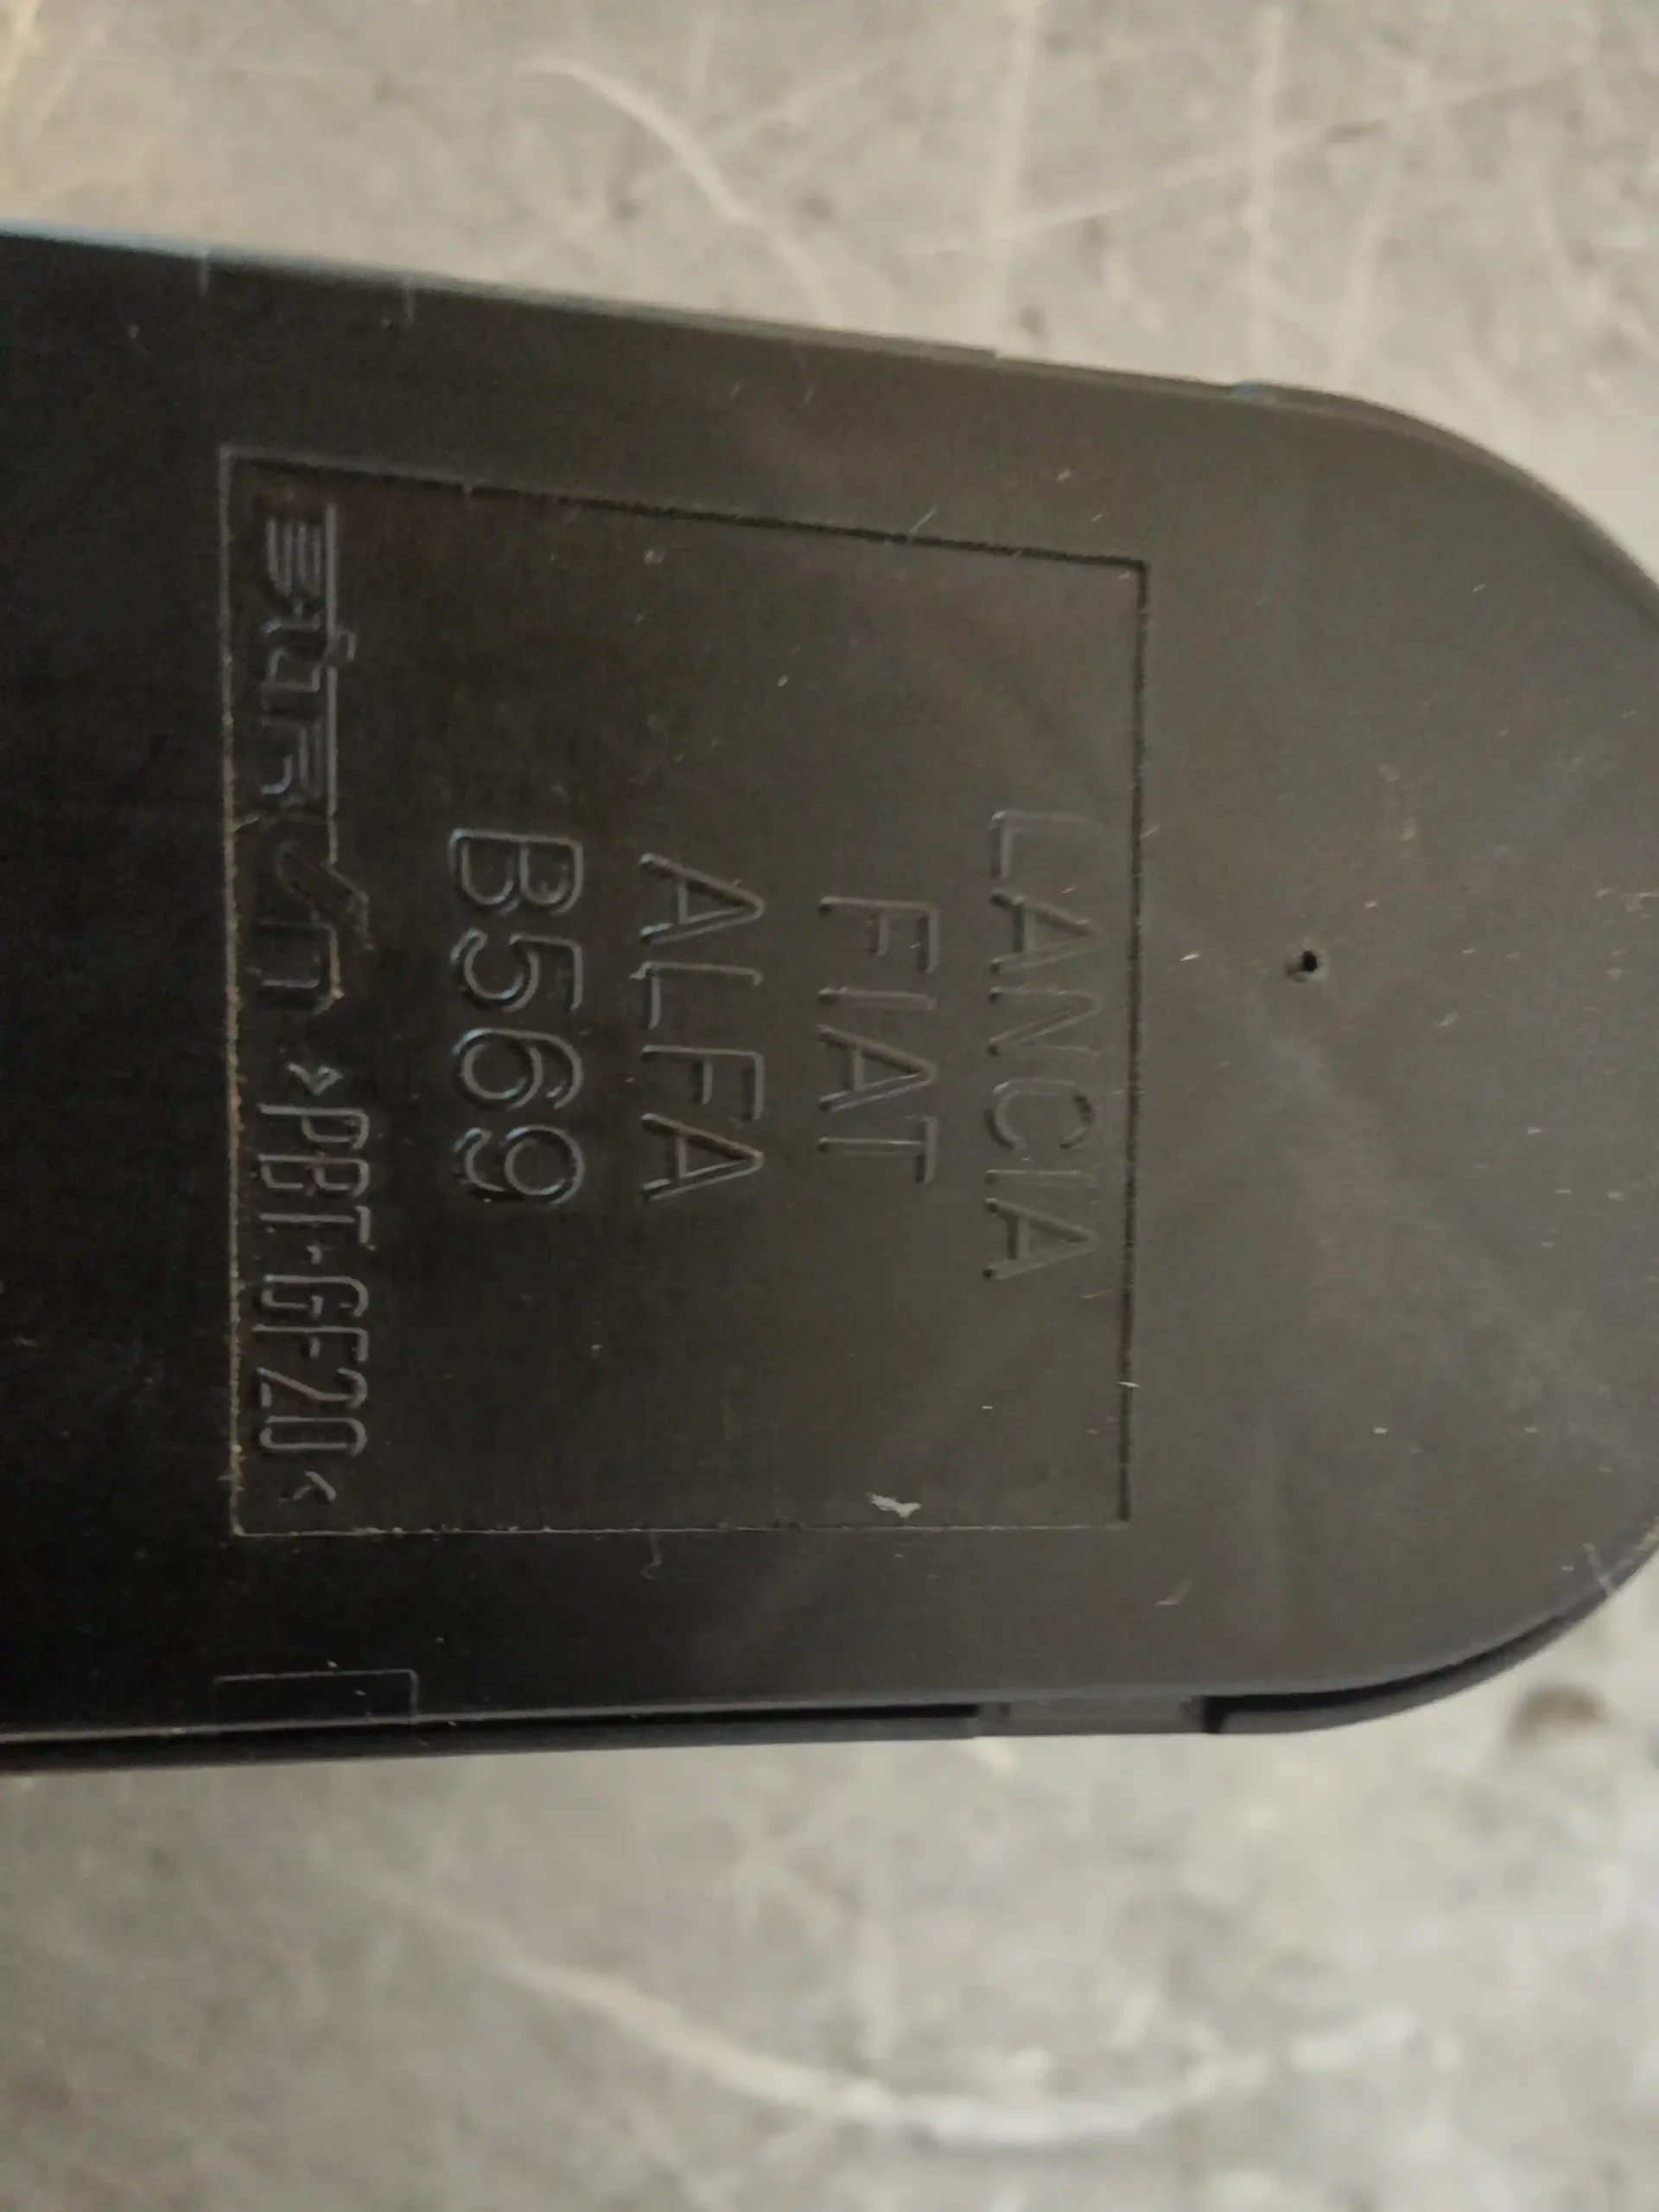 LANCIA
FIAT
ALFA
B569
>PBT-GF20<